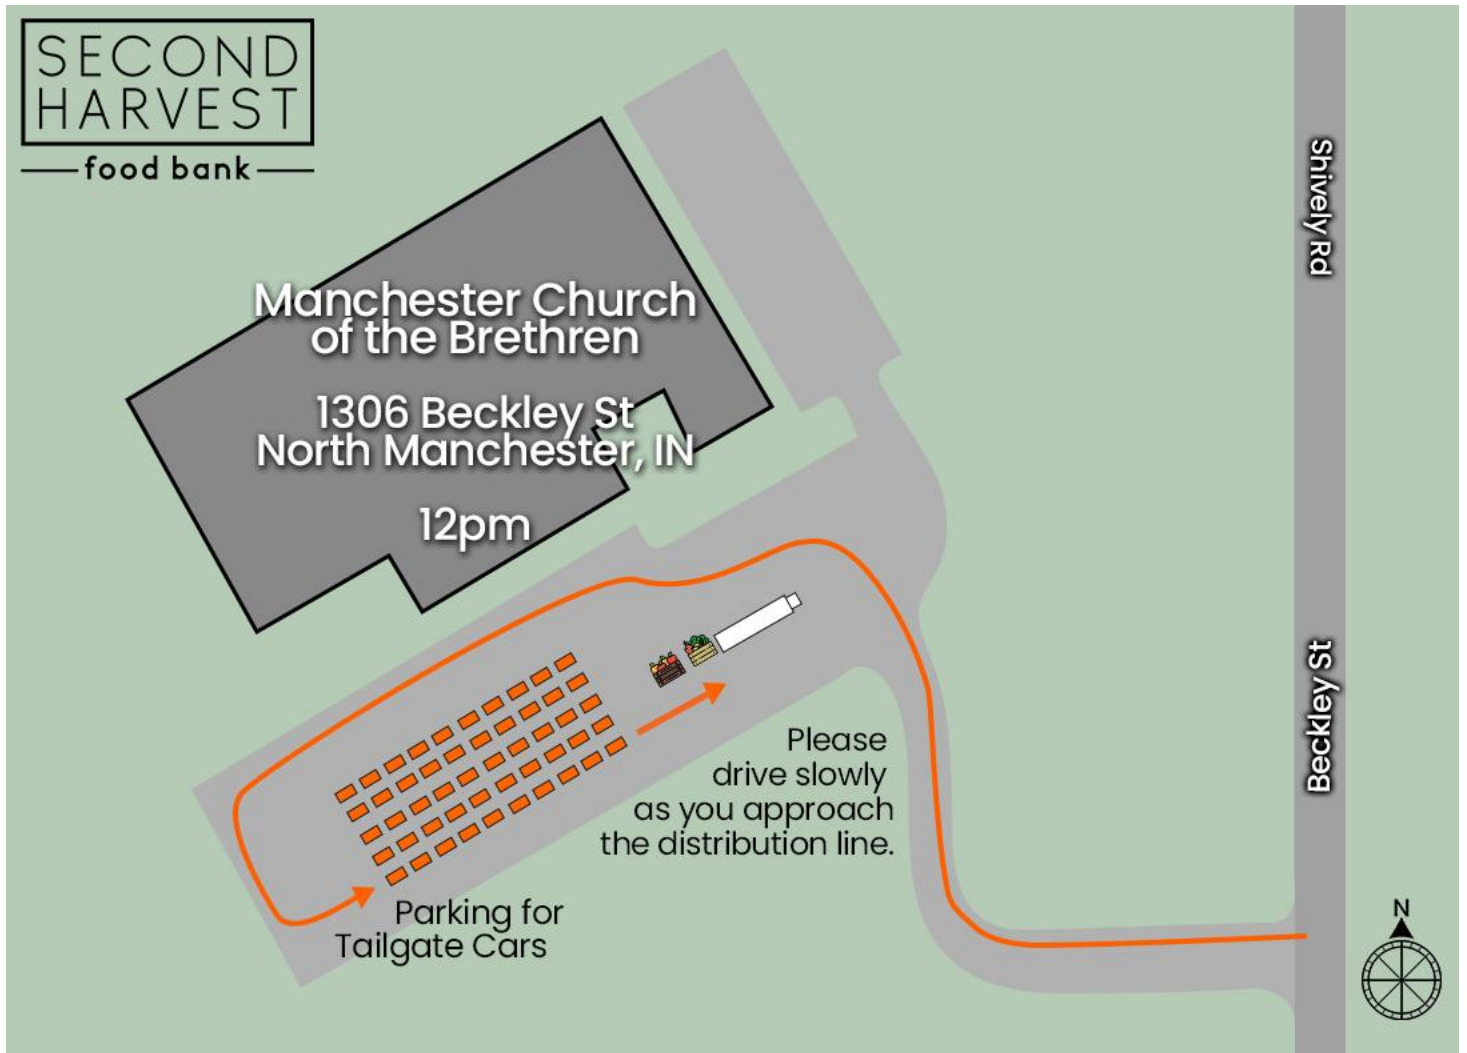 SECOND
HARVEST
food bank
Manchester Church
of the Brethren
1306 Beckley St
North Manchester, IN
12pm
Shively Rd
Beckley St
Please
drive slowly
as you approach
the distribution line.
Parking for
Tailgate Cars
N